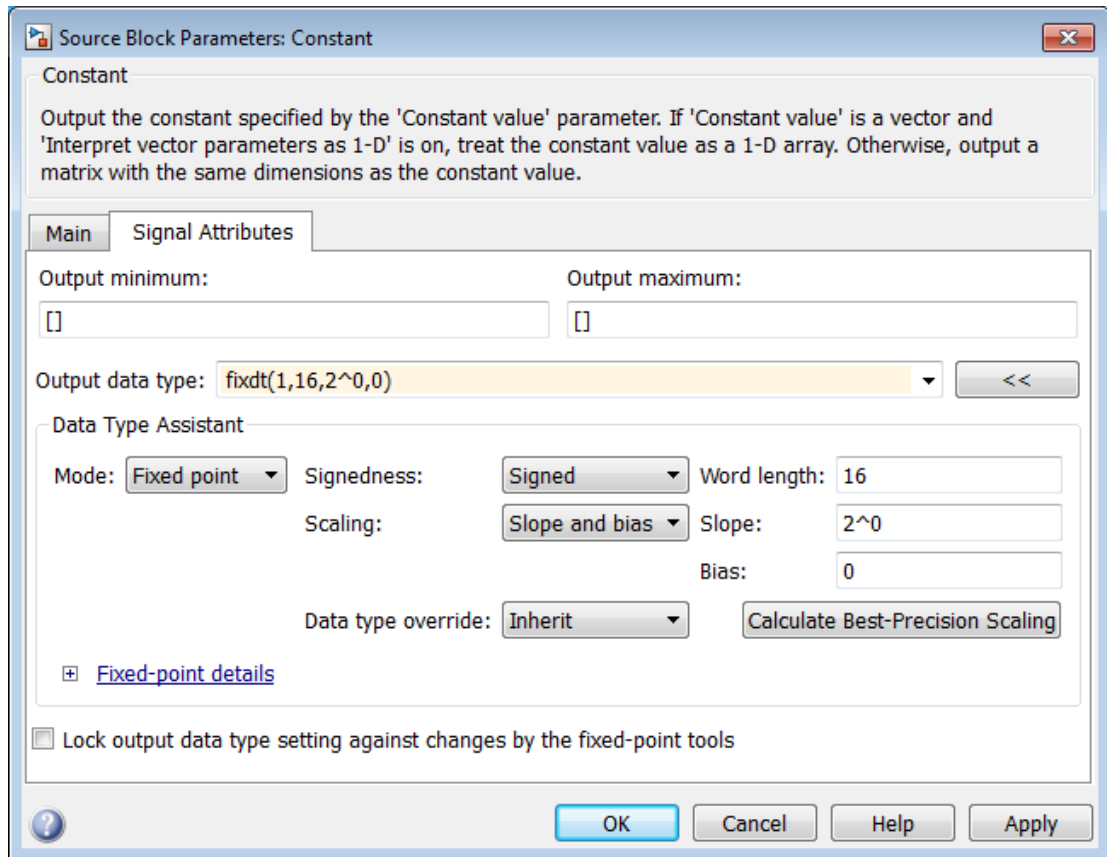 Source Block Parameters: Constant
Constant
Output the constant specified by the 'Constant value' parameter. If 'Constant value' is a vector and
'Interpret vector parameters as 1-D' is on, treat the constant value as a 1-D array. Otherwise, output a
matrix with the same dimensions as the constant value.
Main Signal Attributes
Output minimum: Output maximum:
[] []
Output data type: fixdt(1,16,2^0,0) <<
Data Type Assistant
Mode: Fixed point Signedness: Signed Word length: 16
Scaling: Slope and bias Slope: 2^0
Bias: 0
Data type override: Inherit Calculate Best-Precision Scaling
Fixed-point details
Lock output data type setting against changes by the fixed-point tools
OK Cancel Help Apply